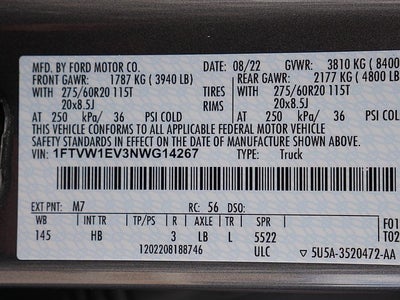 MFD. BY FORD MOTOR CO. 08/22 GVWR: 3810 KG ( 8400
FRONT GAWR: 1787 KG ( 3940 LB) REAR GAWR: 2177 KG ( 4800 LB)
WITH 275/60R20 115T TIRES WITH 275/60R20 115T
20x8.5J RIMS 20x8.5J
AT 250 kPa/ 36 PSI COLD AT 250 kPa/ 36 PSI COLD
THIS VEHICLE CONFORMS TO ALL APPLICABLE FEDERAL MOTOR VEHICLE
SAFETY STANDARDS IN EFFECT ON THE DATE OF MANUFACTURE SHOWN ABOVE.
VIN: 1FTVW1EV3NWG14267 TYPE: Truck
EXT PNT: M7 RC: 56 DSO:
WB INT TR TP/PS R AXLE TR SPR F01
145 HB 3 LB L 5522 T02
1202208188746 ULC ▽ 5U5A-3520472-AA